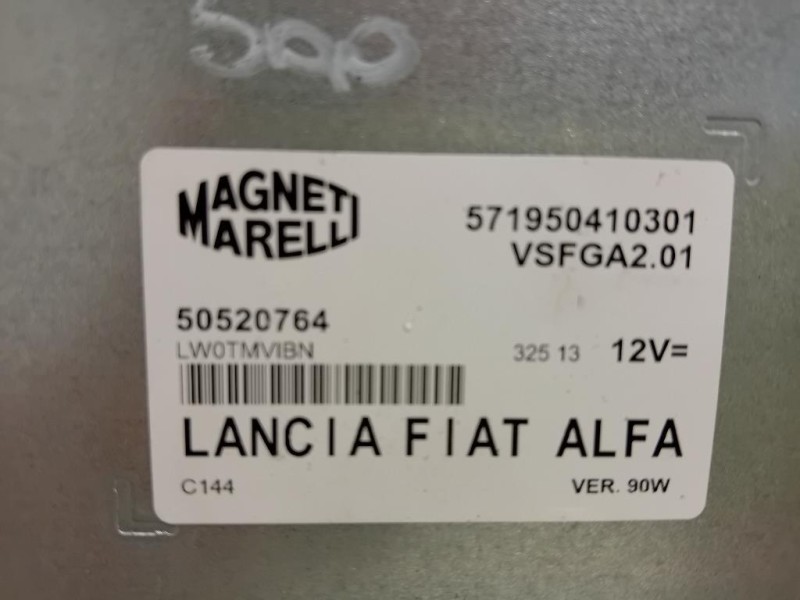 500
MAGNETI
MARELLI
571950410301
VSFGA2.01
50520764
LW0TMVIBN
325 13 12V=
LANCIA FIAT ALFA
C144 VER. 90W